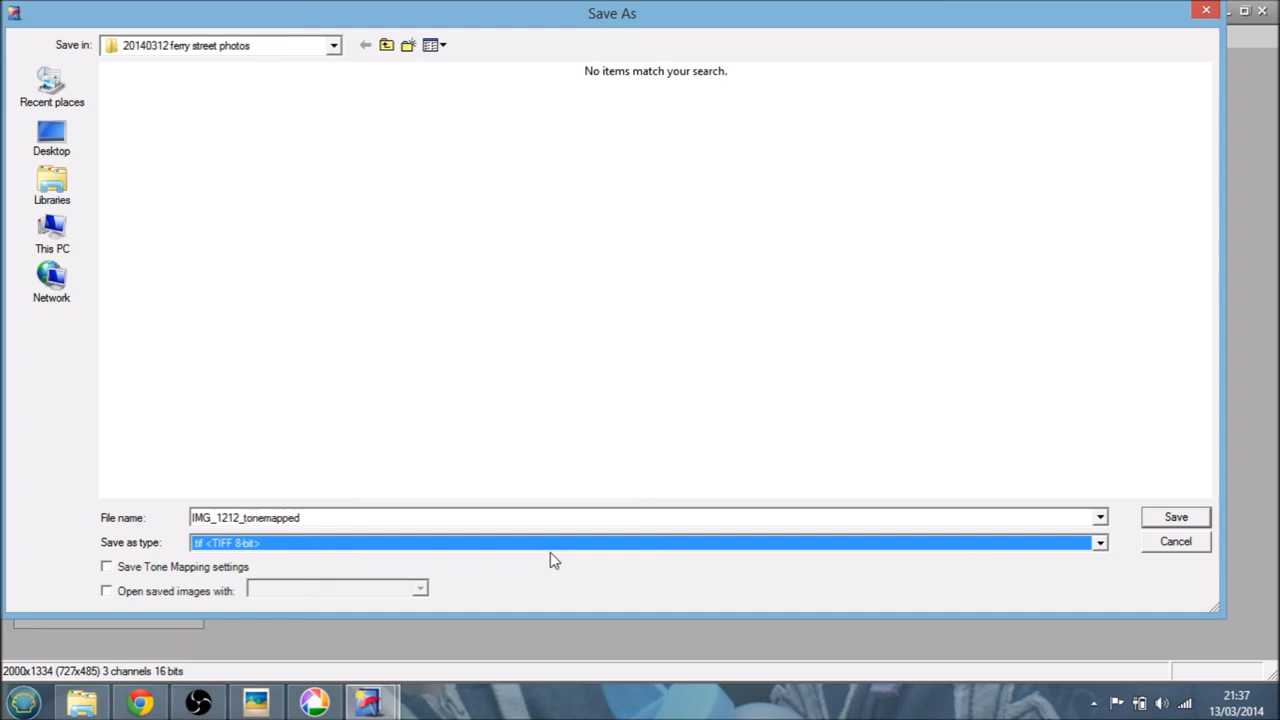 Save As
Save in: 20140312 ferry street photos
No items match your search.
Recent places
Desktop
Libraries
This PC
Network
File name: IMG_1212_tonemapped Save
Save as type: tif <TIFF 8-bit> Cancel
Save Tone Mapping settings
Open saved images with:
2000x1334 (727x485) 3 channels 16 bits
21:37
13/03/2014